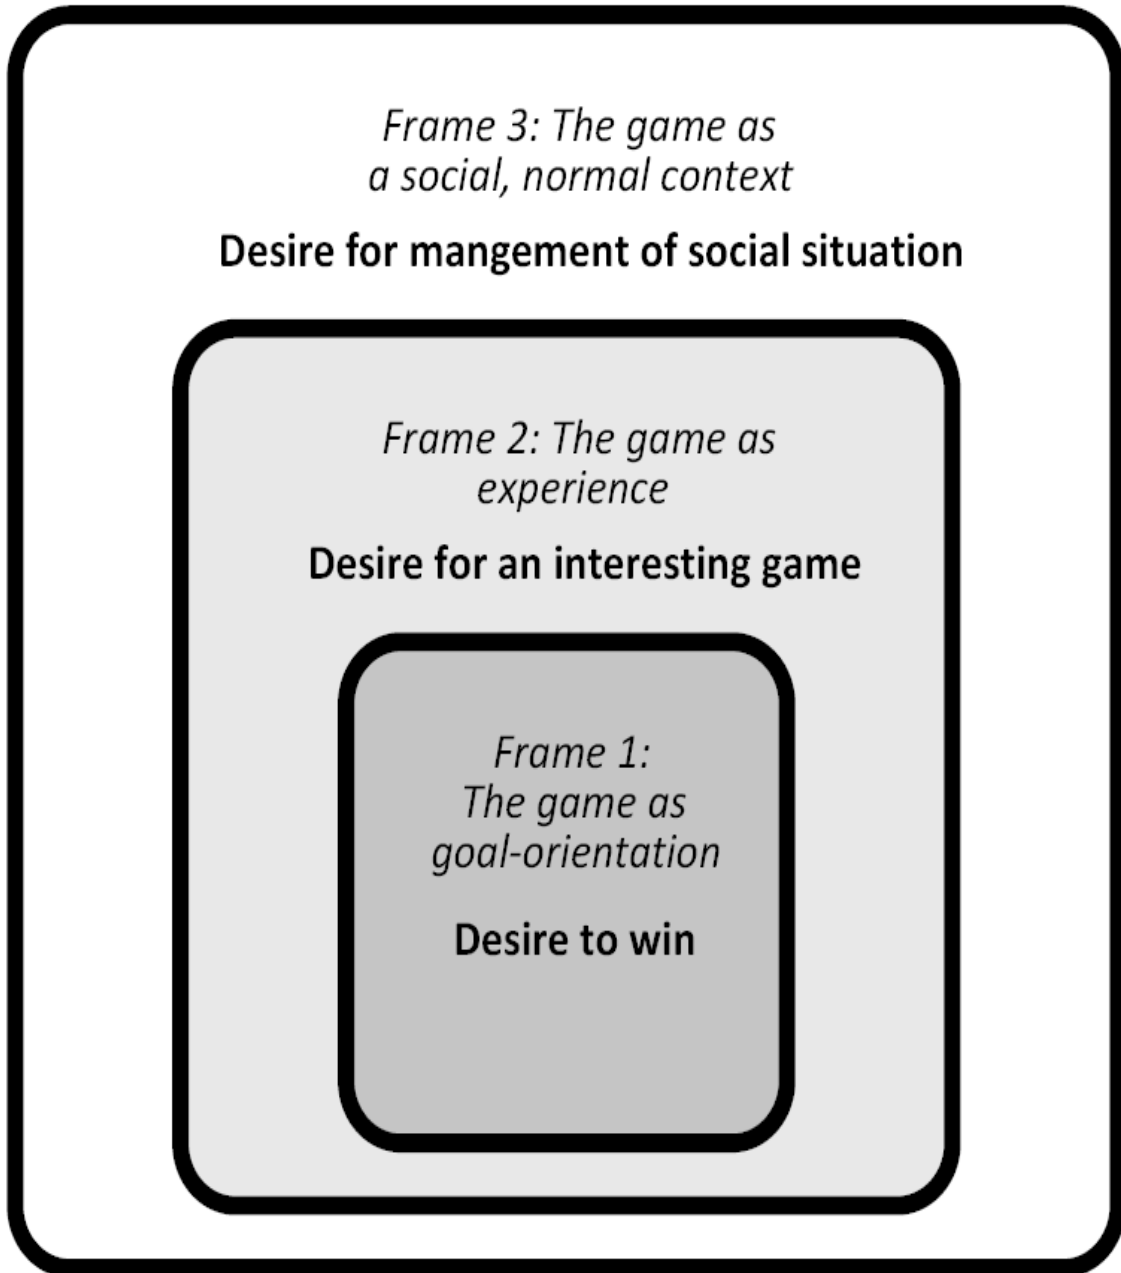 Frame 3: The game as
a social, normal context
Desire for mangement of social situation
Frame 2: The game as
experience
Desire for an interesting game
Frame 1:
The game as
goal-orientation
Desire to win